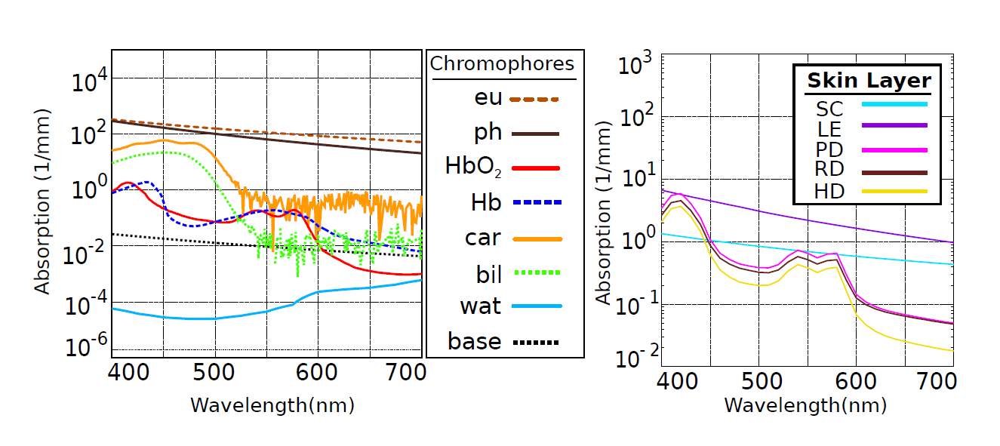 Absorption (1/mm)
10^4
10^2
10^0
10^-2
10^-4
10^-6
400 500 600 700
Wavelength(nm)
Chromophores
eu
ph
HbO₂
Hb
car
bil
wat
base
Absorption (1/mm)
10^3
10^2
10^1
10^0
10^-1
10^-2
400 500 600 700
Wavelength(nm)
Skin Layer
SC
LE
PD
RD
HD